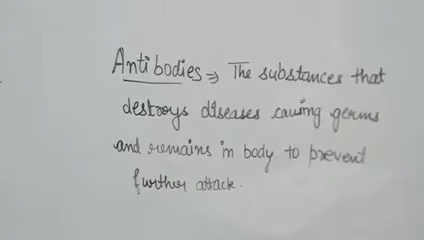 Antibodies ⇒ The substances that
destroys diseases causing germs
and remains in body to prevent
further attack.